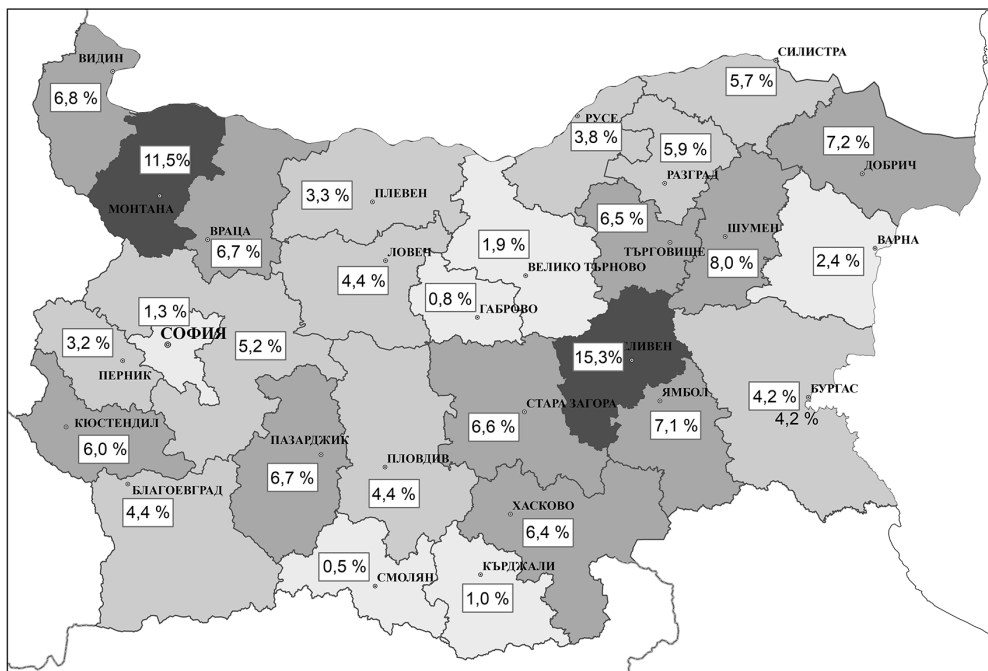 ВИДИН
6,8 %
11,5%
МОНТАНА
ВРАЦА
6,7 %
3,3 %
ПЛЕВЕН
ЛОВЕЧ
4,4 %
1,9 %
ВЕЛИКО ТЪРНОВО
0,8 %
ГАБРОВО
РУСЕ
3,8 %
СИЛИСТРА
5,7 %
5,9 %
РАЗГРАД
7,2 %
ДОБРИЧ
6,5 %
ТЪРГОВИЩЕ
ШУМЕН
8,0 %
ВАРНА
2,4 %
1,3 %
СОФИЯ
5,2 %
3,2 %
ПЕРНИК
КЮСТЕНДИЛ
6,0 %
БЛАГОЕВГРАД
4,4 %
ПАЗАРДЖИК
6,7 %
ПЛОВДИВ
4,4 %
СТАРА ЗАГОРА
6,6 %
15,3%
ЛИВЕН
ЯМБОЛ
7,1 %
БУРГАС
4,2 %
4,2 %
ХАСКОВО
6,4 %
0,5 %
СМОЛЯН
КЪРДЖАЛИ
1,0 %